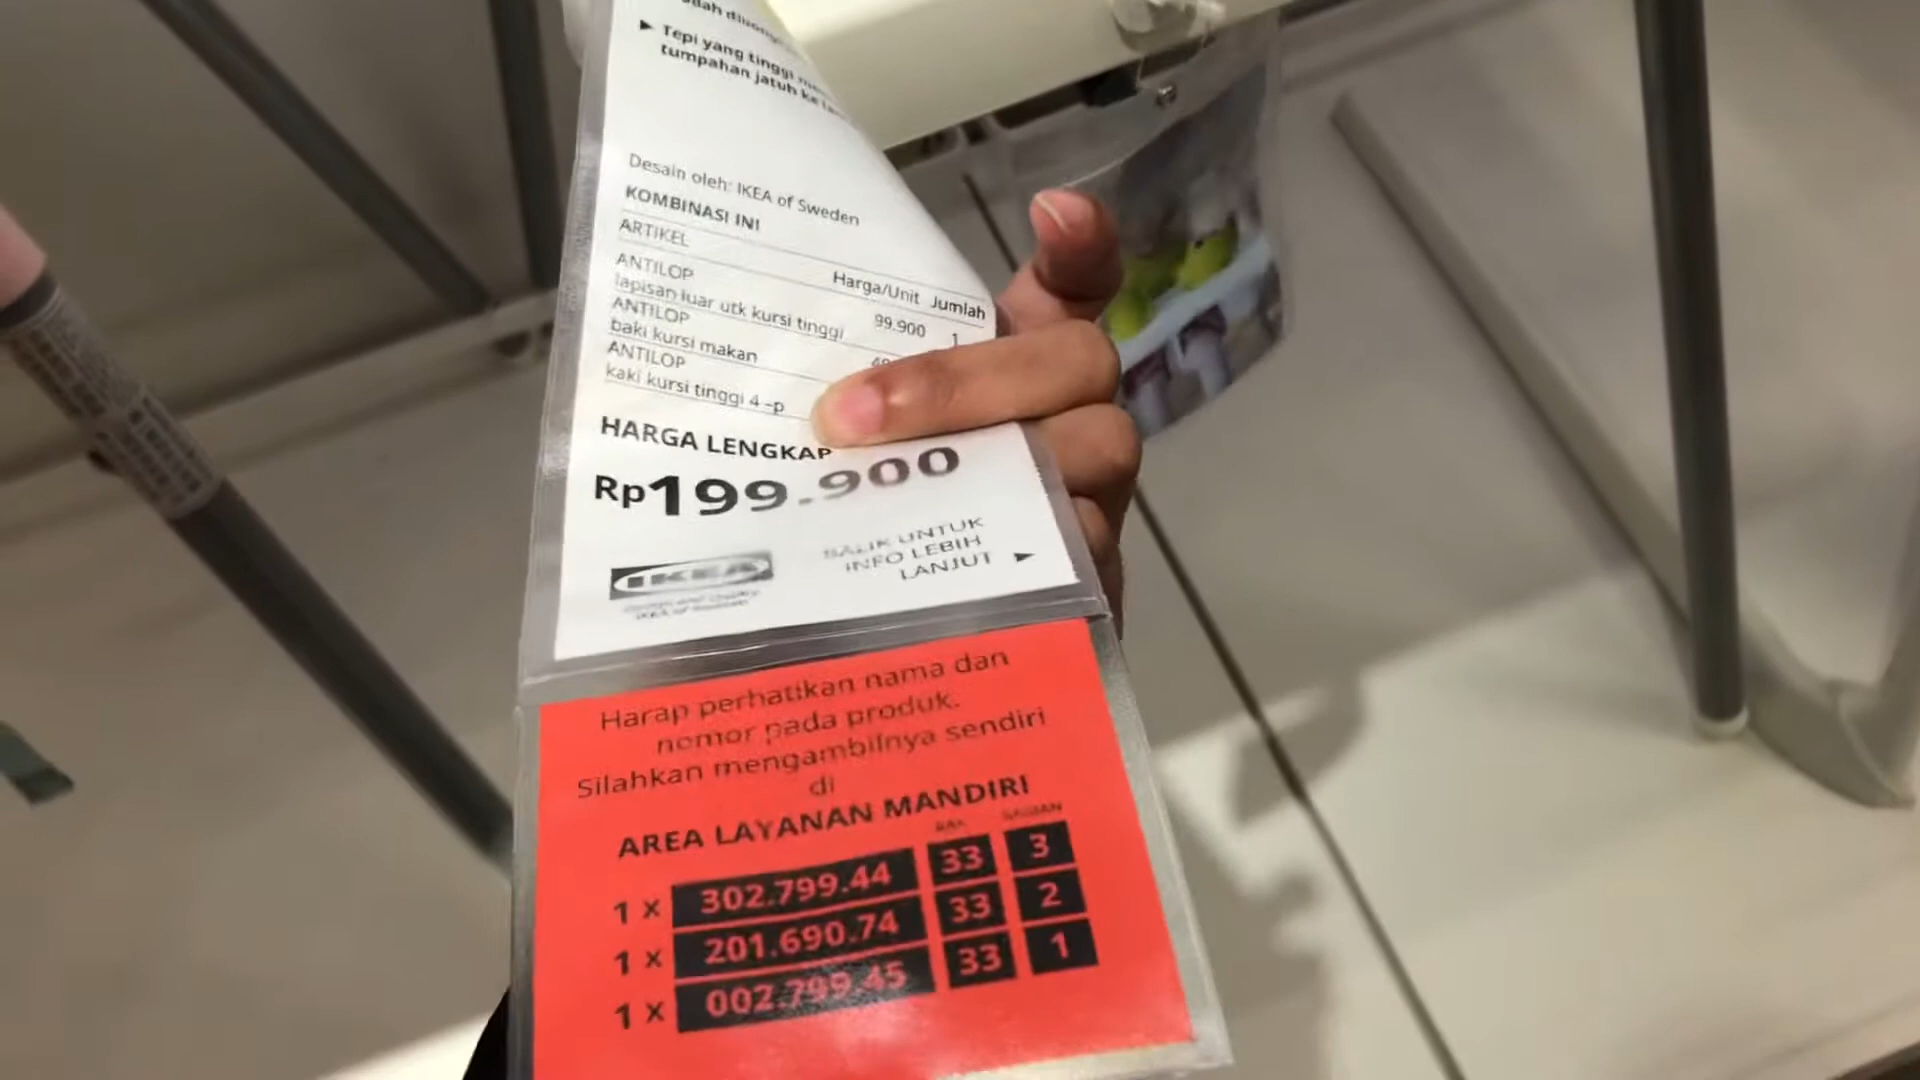 Tepi yang tinggi
tumpahan jatuh ke
Desain oleh: IKEA of Sweden
KOMBINASI INI
ARTIKEL Harga/Unit Jumlah
ANTILOP
lapisan luar utk kursi tinggi 99.900 1
ANTILOP
baki kursi makan
ANTILOP
kaki kursi tinggi 4 -p
HARGA LENGKAP
Rp199.900
IKEA
BALIK UNTUK
INFO LEBIH
LANJUT
Harap perhatikan nama dan
nomor pada produk.
Silahkan mengambilnya sendiri
di
AREA LAYANAN MANDIRI
RAK BAGIAN
1 x 302.799.44 33 3
1 x 201.690.74 33 2
1 x 002.799.45 33 1